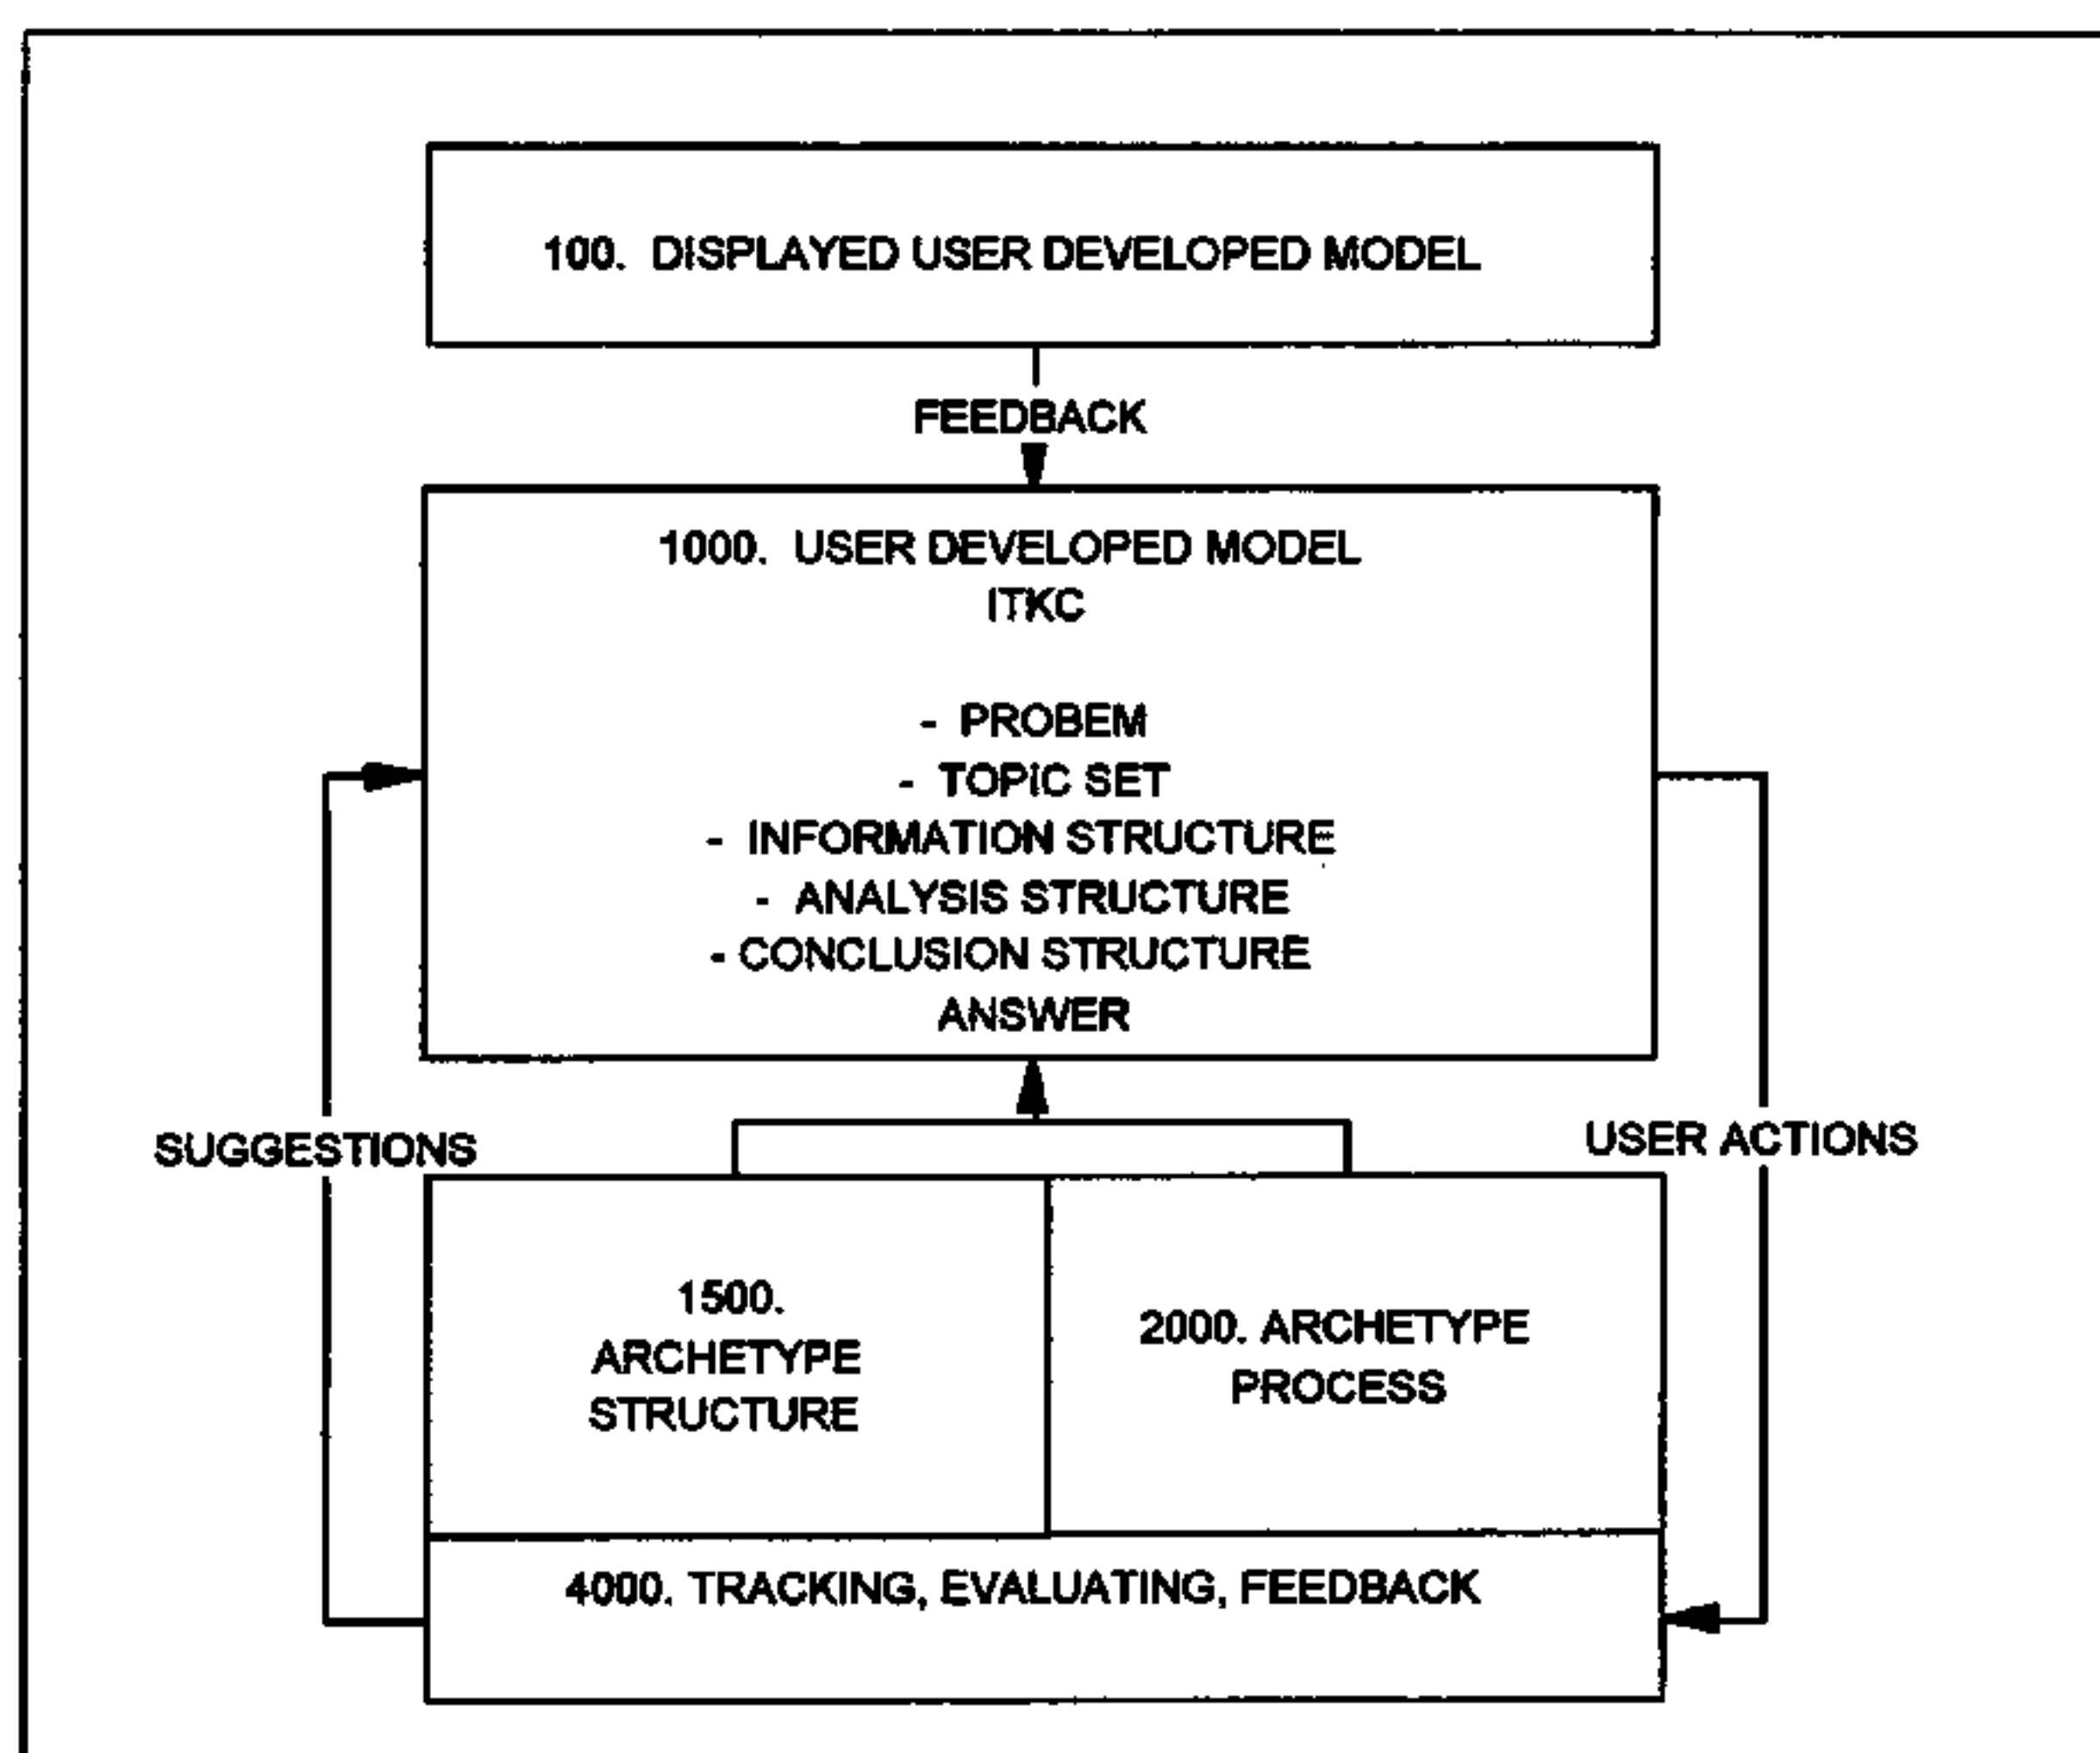 100. DISPLAYED USER DEVELOPED MODEL
FEEDBACK
1000. USER DEVELOPED MODEL
ITKC
- PROBEM
- TOPIC SET
- INFORMATION STRUCTURE
- ANALYSIS STRUCTURE
- CONCLUSION STRUCTURE
ANSWER
SUGGESTIONS
USER ACTIONS
1500.
ARCHETYPE
STRUCTURE
2000. ARCHETYPE
PROCESS
4000. TRACKING, EVALUATING, FEEDBACK